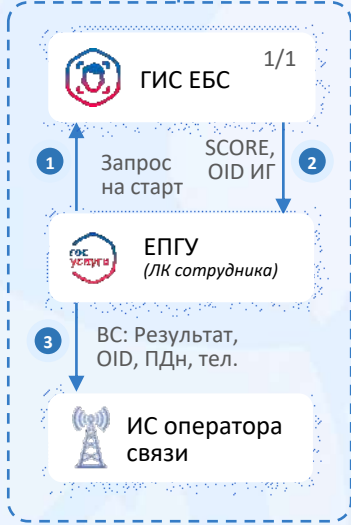 1/1
ГИС ЕБС
1
Запрос
на старт
SCORE,
OID ИГ
2
гос
услуги
ЕПГУ
(ЛК сотрудника)
3
ВС: Результат,
OID, ПДн, тел.
ИС оператора
связи